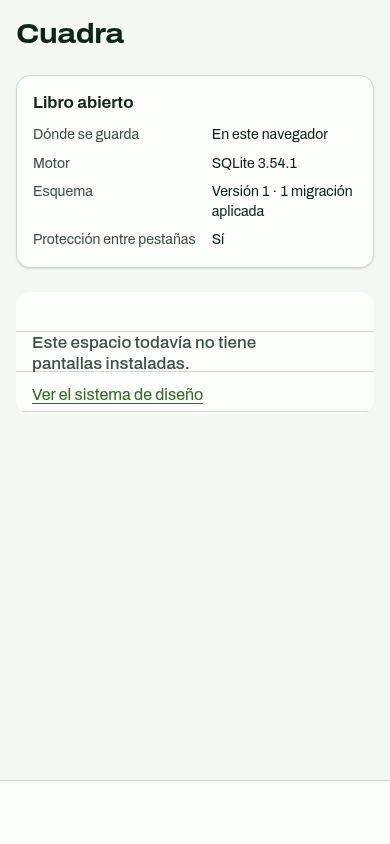 Cuadra
Libro abierto
Dónde se guarda En este navegador
Motor SQLite 3.54.1
Esquema Versión 1 · 1 migración
aplicada
Protección entre pestañas Sí
Este espacio todavía no tiene
pantallas instaladas.
Ver el sistema de diseño